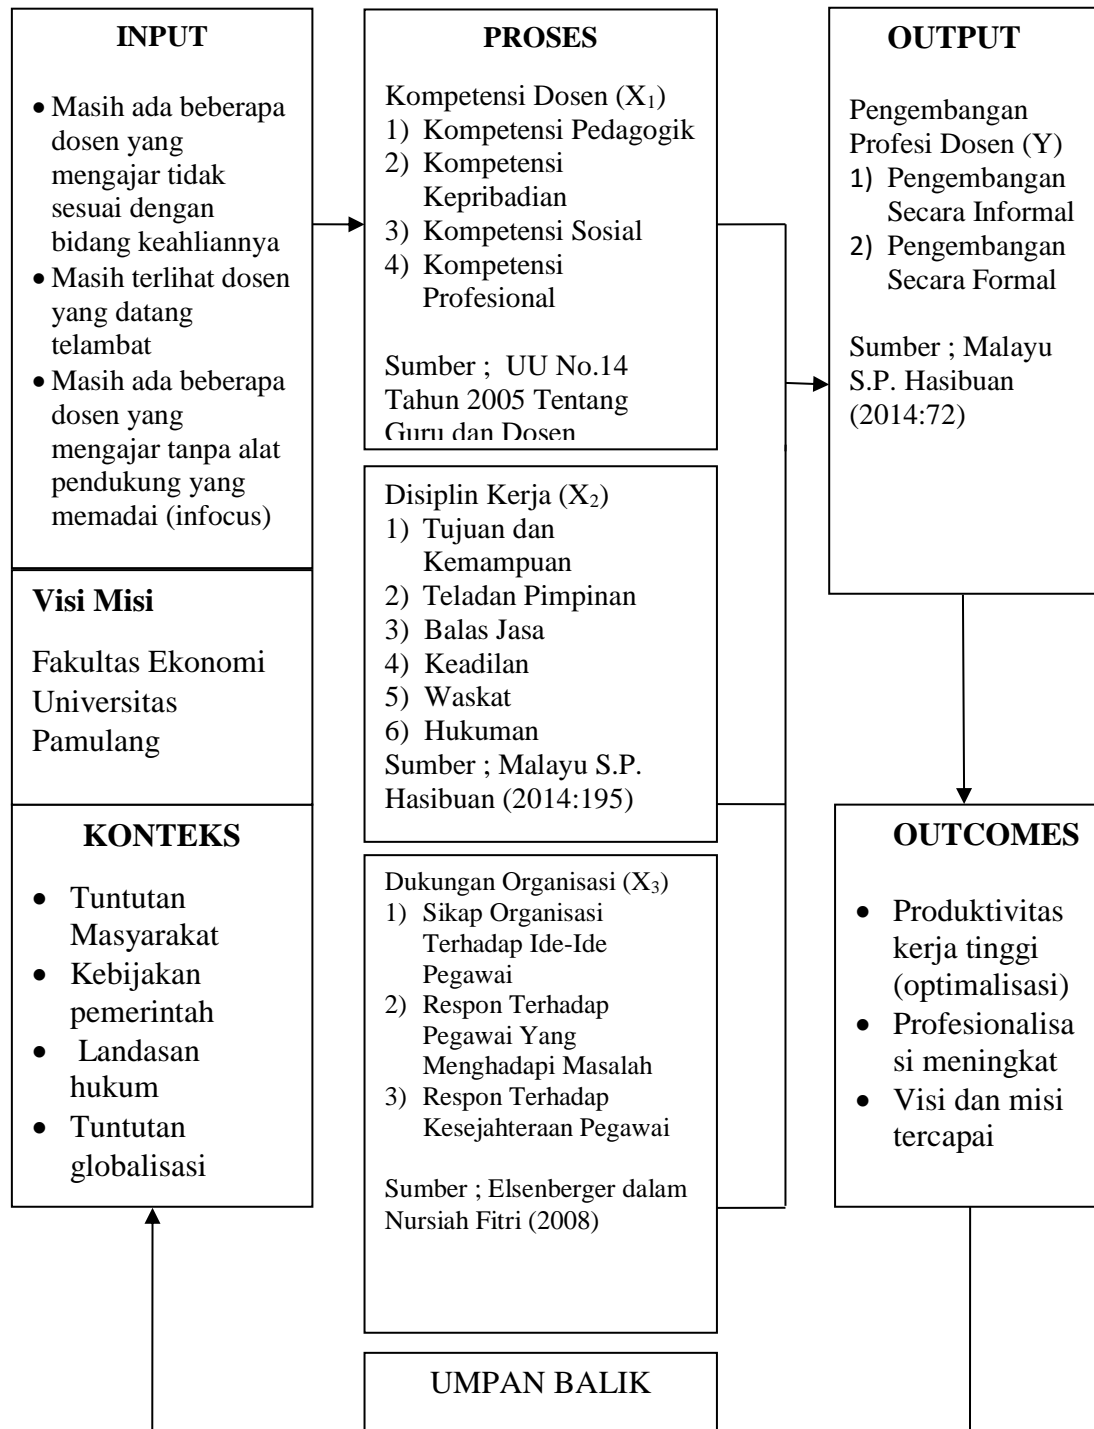 INPUT
• Masih ada beberapa
dosen yang
mengajar tidak
sesuai dengan
bidang keahliannya
• Masih terlihat dosen
yang datang
telambat
• Masih ada beberapa
dosen yang
mengajar tanpa alat
pendukung yang
memadai (infocus)
Visi Misi
Fakultas Ekonomi
Universitas
Pamulang
KONTEKS
• Tuntutan
Masyarakat
• Kebijakan
pemerintah
• Landasan
hukum
• Tuntutan
globalisasi
PROSES
Kompetensi Dosen (X₁)
1) Kompetensi Pedagogik
2) Kompetensi
Kepribadian
3) Kompetensi Sosial
4) Kompetensi
Profesional
Sumber ; UU No.14
Tahun 2005 Tentang
Guru dan Dosen
Disiplin Kerja (X₂)
1) Tujuan dan
Kemampuan
2) Teladan Pimpinan
3) Balas Jasa
4) Keadilan
5) Waskat
6) Hukuman
Sumber ; Malayu S.P.
Hasibuan (2014:195)
Dukungan Organisasi (X₃)
1) Sikap Organisasi
Terhadap Ide-Ide
Pegawai
2) Respon Terhadap
Pegawai Yang
Menghadapi Masalah
3) Respon Terhadap
Kesejahteraan Pegawai
Sumber ; Elsenberger dalam
Nursiah Fitri (2008)
UMPAN BALIK
OUTPUT
Pengembangan
Profesi Dosen (Y)
1) Pengembangan
Secara Informal
2) Pengembangan
Secara Formal
Sumber ; Malayu
S.P. Hasibuan
(2014:72)
OUTCOMES
• Produktivitas
kerja tinggi
(optimalisasi)
• Profesionalisa
si meningkat
• Visi dan misi
tercapai